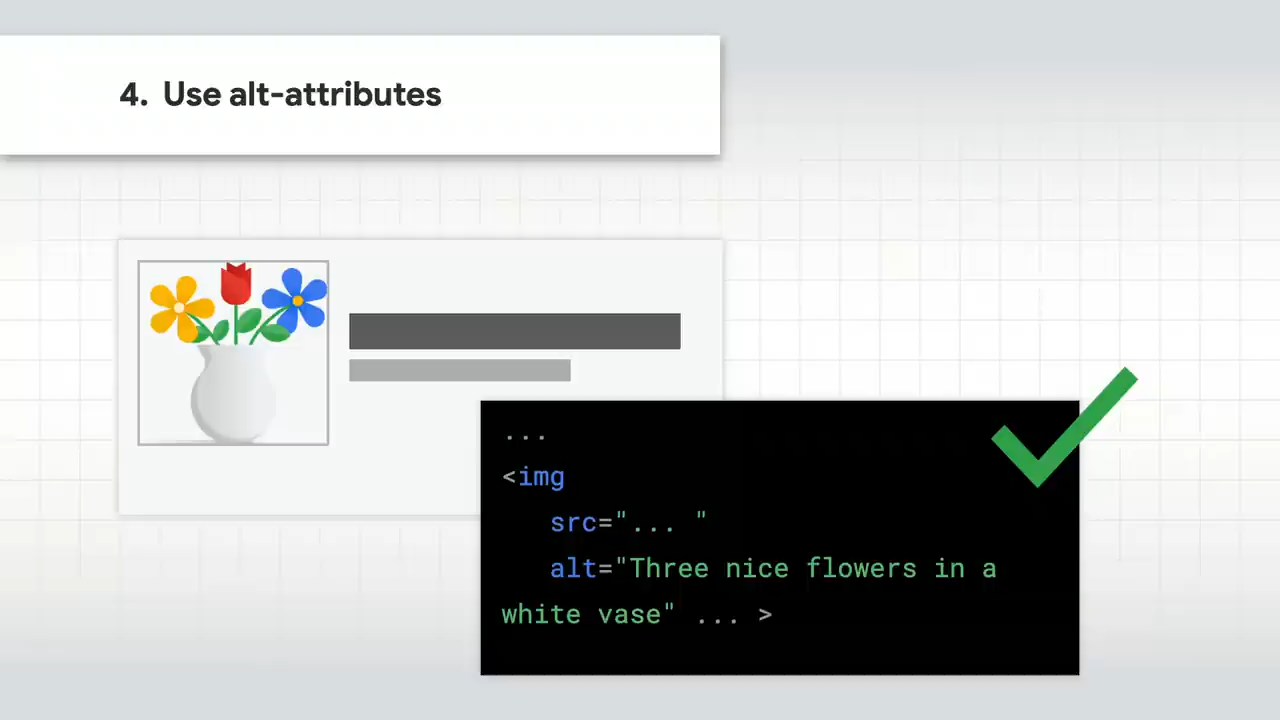 4. Use alt-attributes
...
<img
src="... "
alt="Three nice flowers in a
white vase" ... >